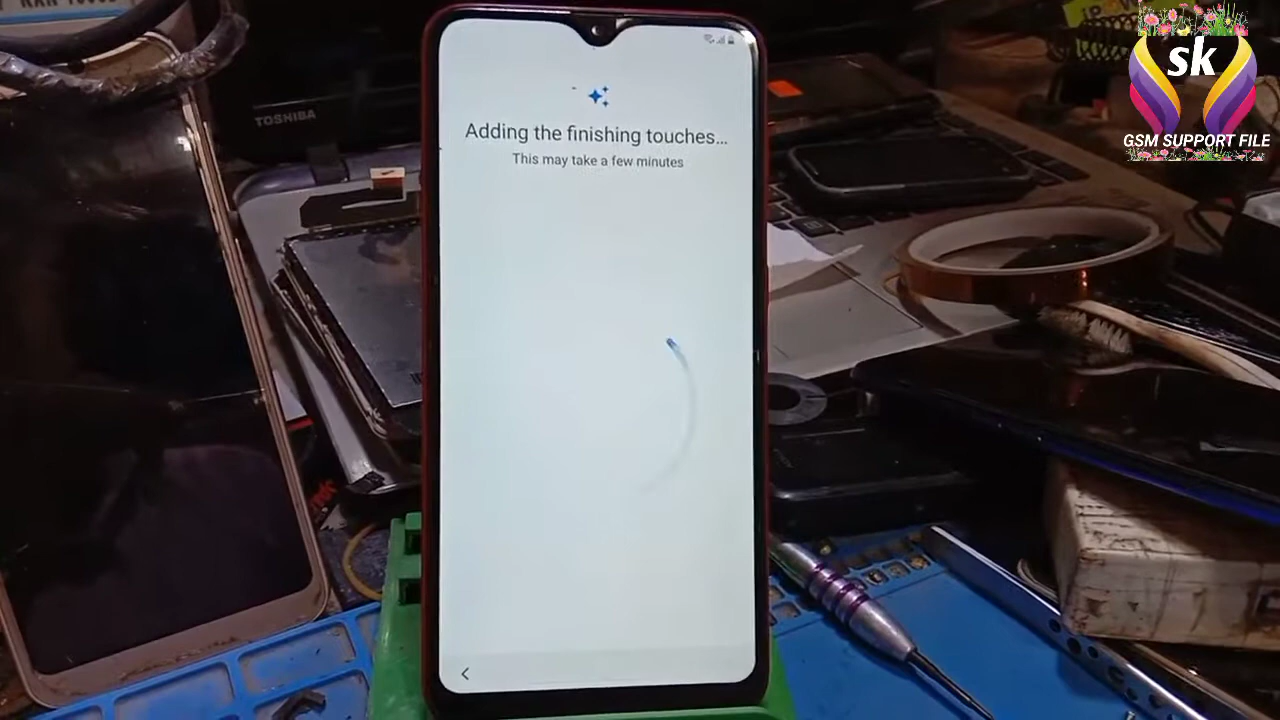 TOSHIBA
sk
GSM SUPPORT FILE
Adding the finishing touches...
This may take a few minutes